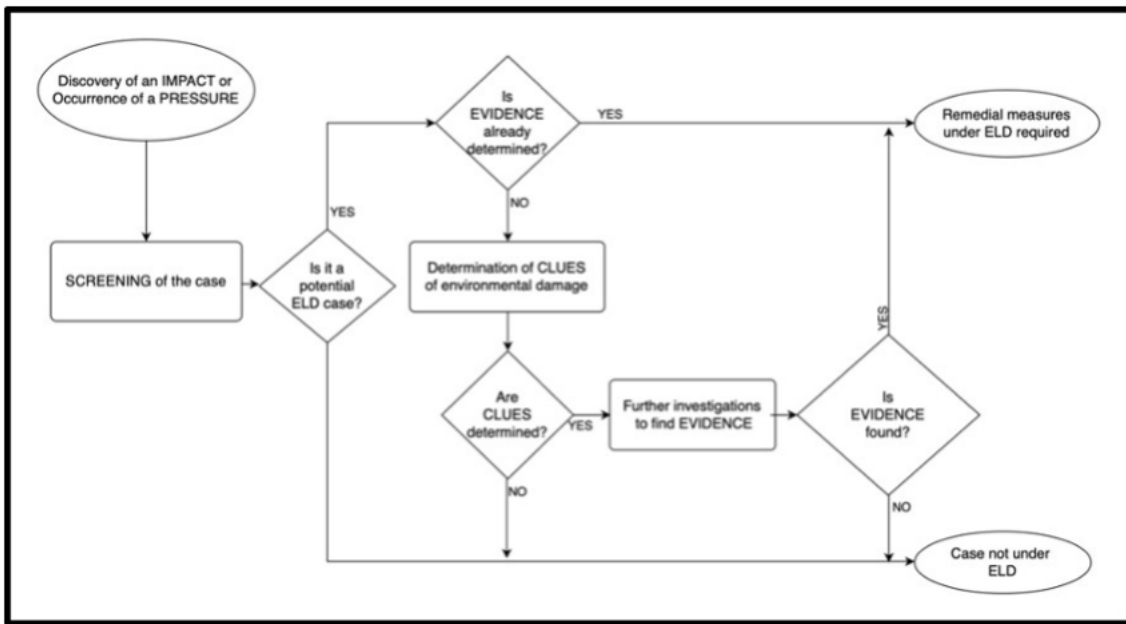 Discovery of an IMPACT or
Occurrence of a PRESSURE
SCREENING of the case
Is it a
potential
ELD case?
YES
Is
EVIDENCE
already
determined?
YES
Remedial measures
under ELD required
NO
Determination of CLUES
of environmental damage
Are
CLUES
determined?
YES
Further investigations
to find EVIDENCE
Is
EVIDENCE
found?
YES
NO
NO
Case not under
ELD